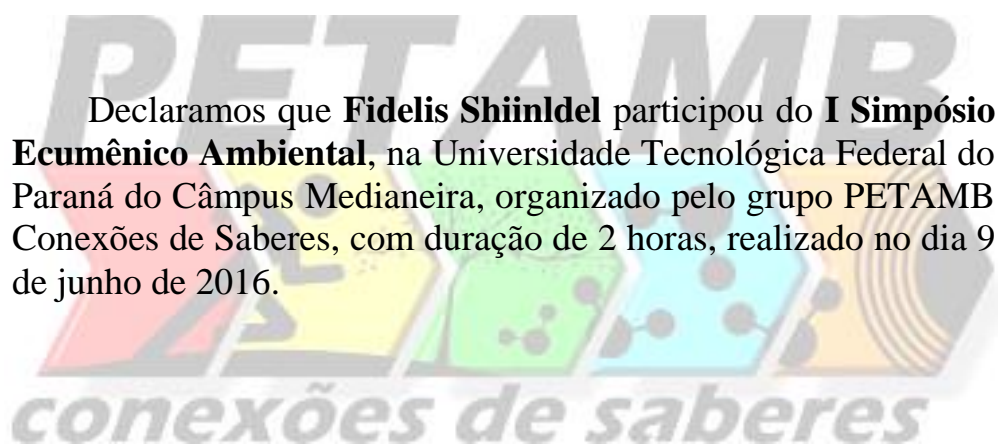 PETAMB
Declaramos que Fidelis Shiinldel participou do I Simpósio
Ecumênico Ambiental, na Universidade Tecnológica Federal do
Paraná do Câmpus Medianeira, organizado pelo grupo PETAMB
Conexões de Saberes, com duração de 2 horas, realizado no dia 9
de junho de 2016.
conexões de saberes